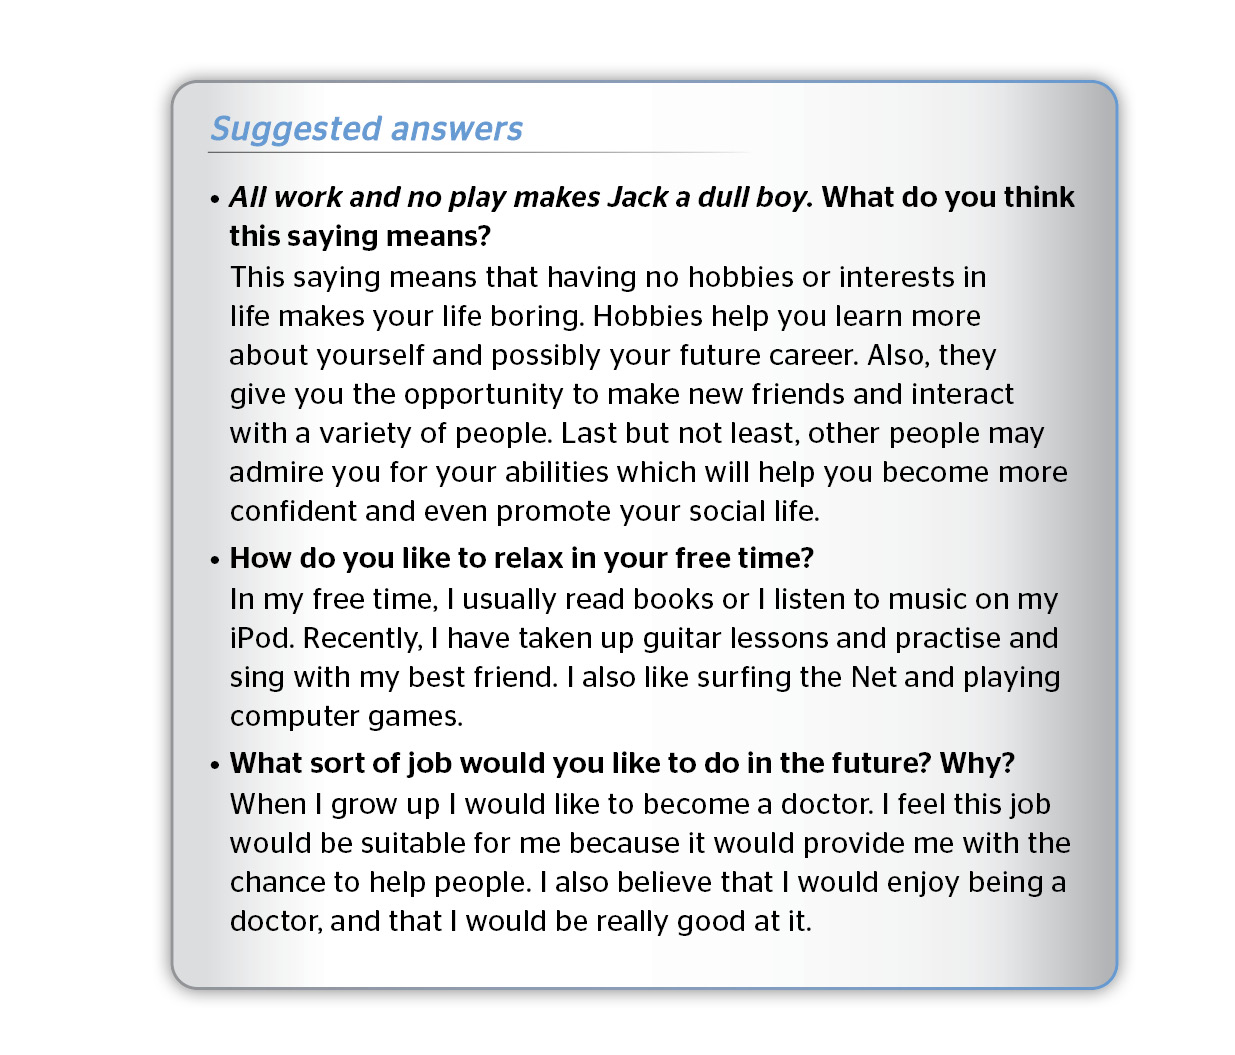 Suggested answers
• All work and no play makes Jack a dull boy. What do you think
this saying means?
This saying means that having no hobbies or interests in
life makes your life boring. Hobbies help you learn more
about yourself and possibly your future career. Also, they
give you the opportunity to make new friends and interact
with a variety of people. Last but not least, other people may
admire you for your abilities which will help you become more
confident and even promote your social life.
• How do you like to relax in your free time?
In my free time, I usually read books or I listen to music on my
iPod. Recently, I have taken up guitar lessons and practise and
sing with my best friend. I also like surfing the Net and playing
computer games.
• What sort of job would you like to do in the future? Why?
When I grow up I would like to become a doctor. I feel this job
would be suitable for me because it would provide me with the
chance to help people. I also believe that I would enjoy being a
doctor, and that I would be really good at it.